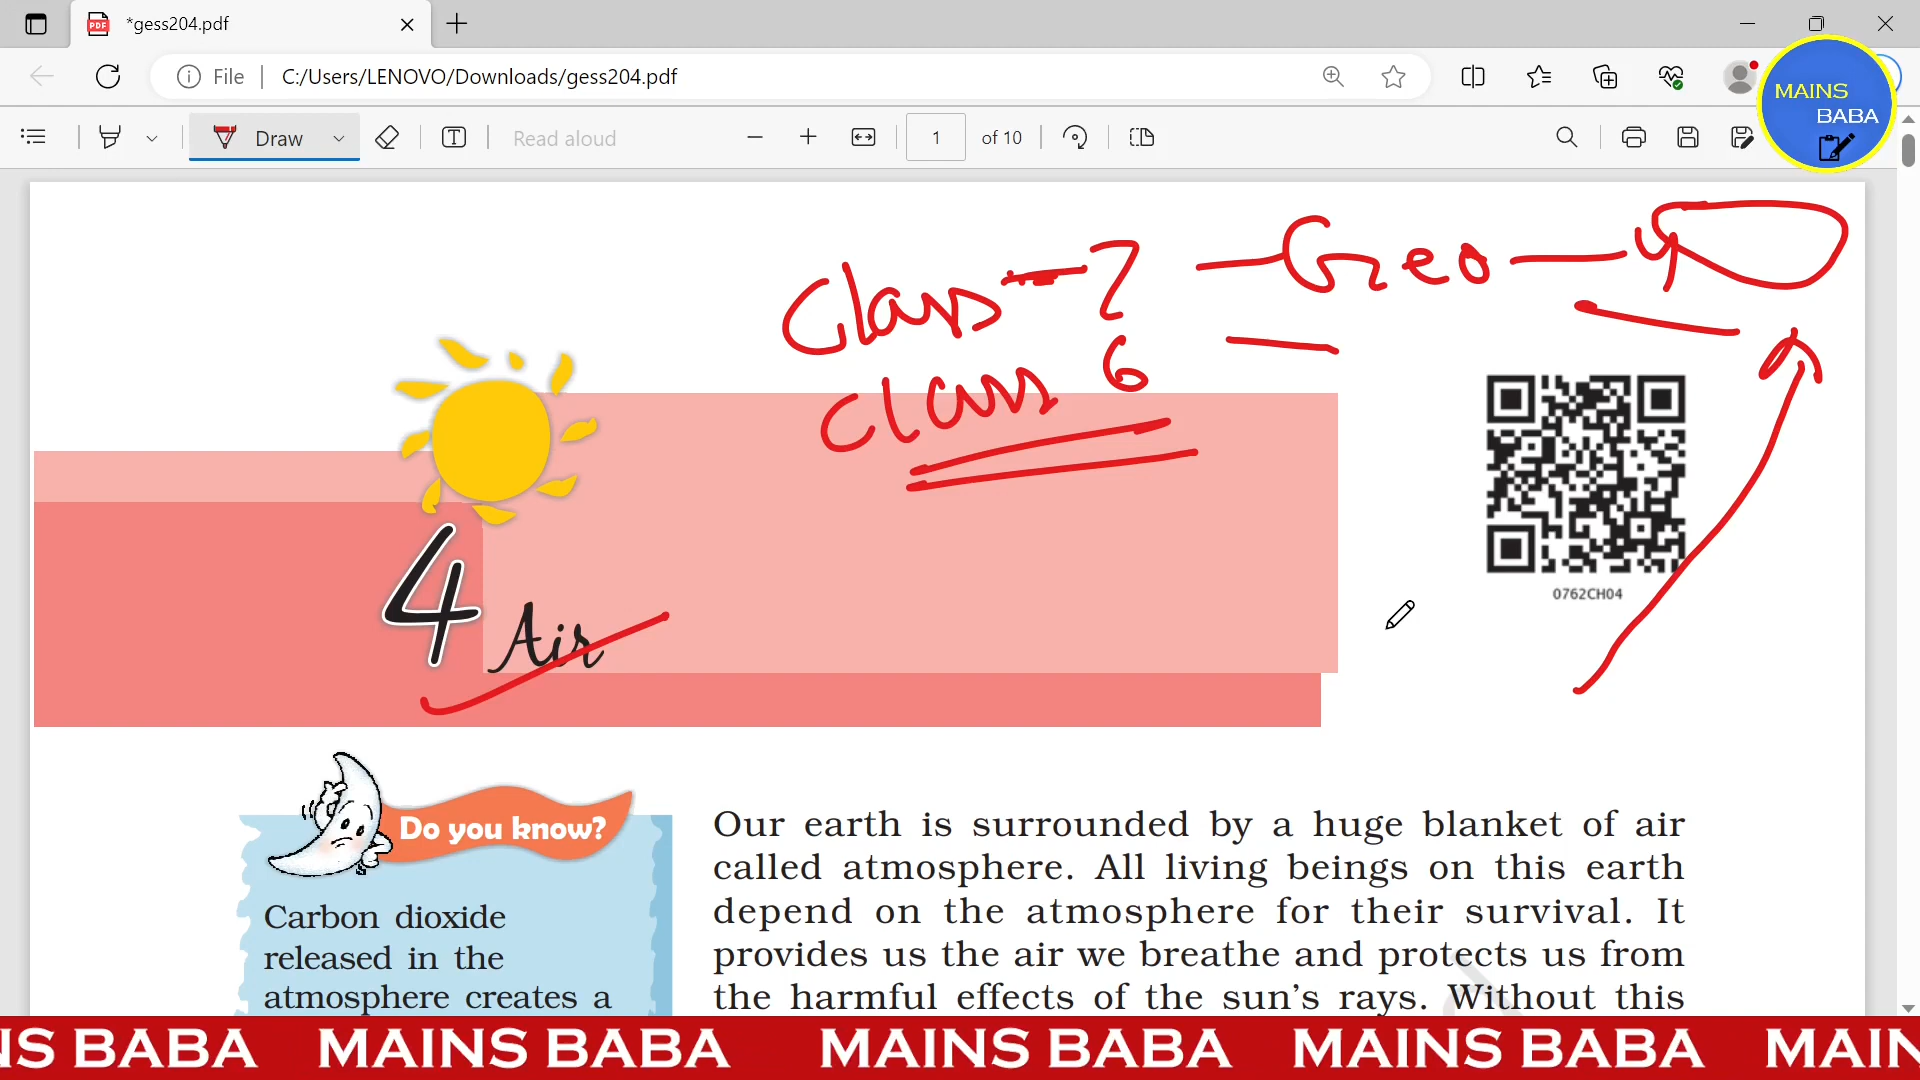 *gess204.pdf
File
C:/Users/LENOVO/Downloads/gess204.pdf
MAINS
BABA
Draw
Read aloud
1
of 10
Class - 7 - Geo - 4
Class 6
0762CH04
4 Air
Do you know?
Carbon dioxide
released in the
atmosphere creates a
Our earth is surrounded by a huge blanket of air
called atmosphere. All living beings on this earth
depend on the atmosphere for their survival. It
provides us the air we breathe and protects us from
the harmful effects of the sun's rays. Without this
NS BABA MAINS BABA MAINS BABA MAINS BABA MAIN